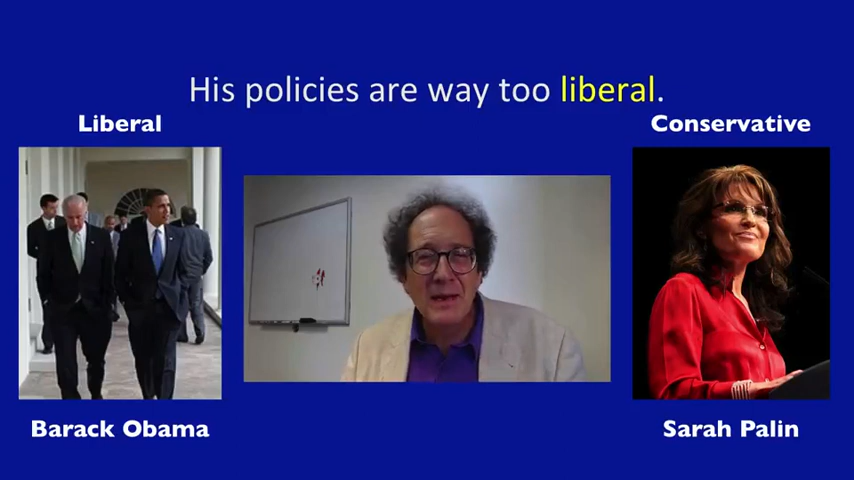 His policies are way too liberal.
Liberal
Conservative
Barack Obama
Sarah Palin